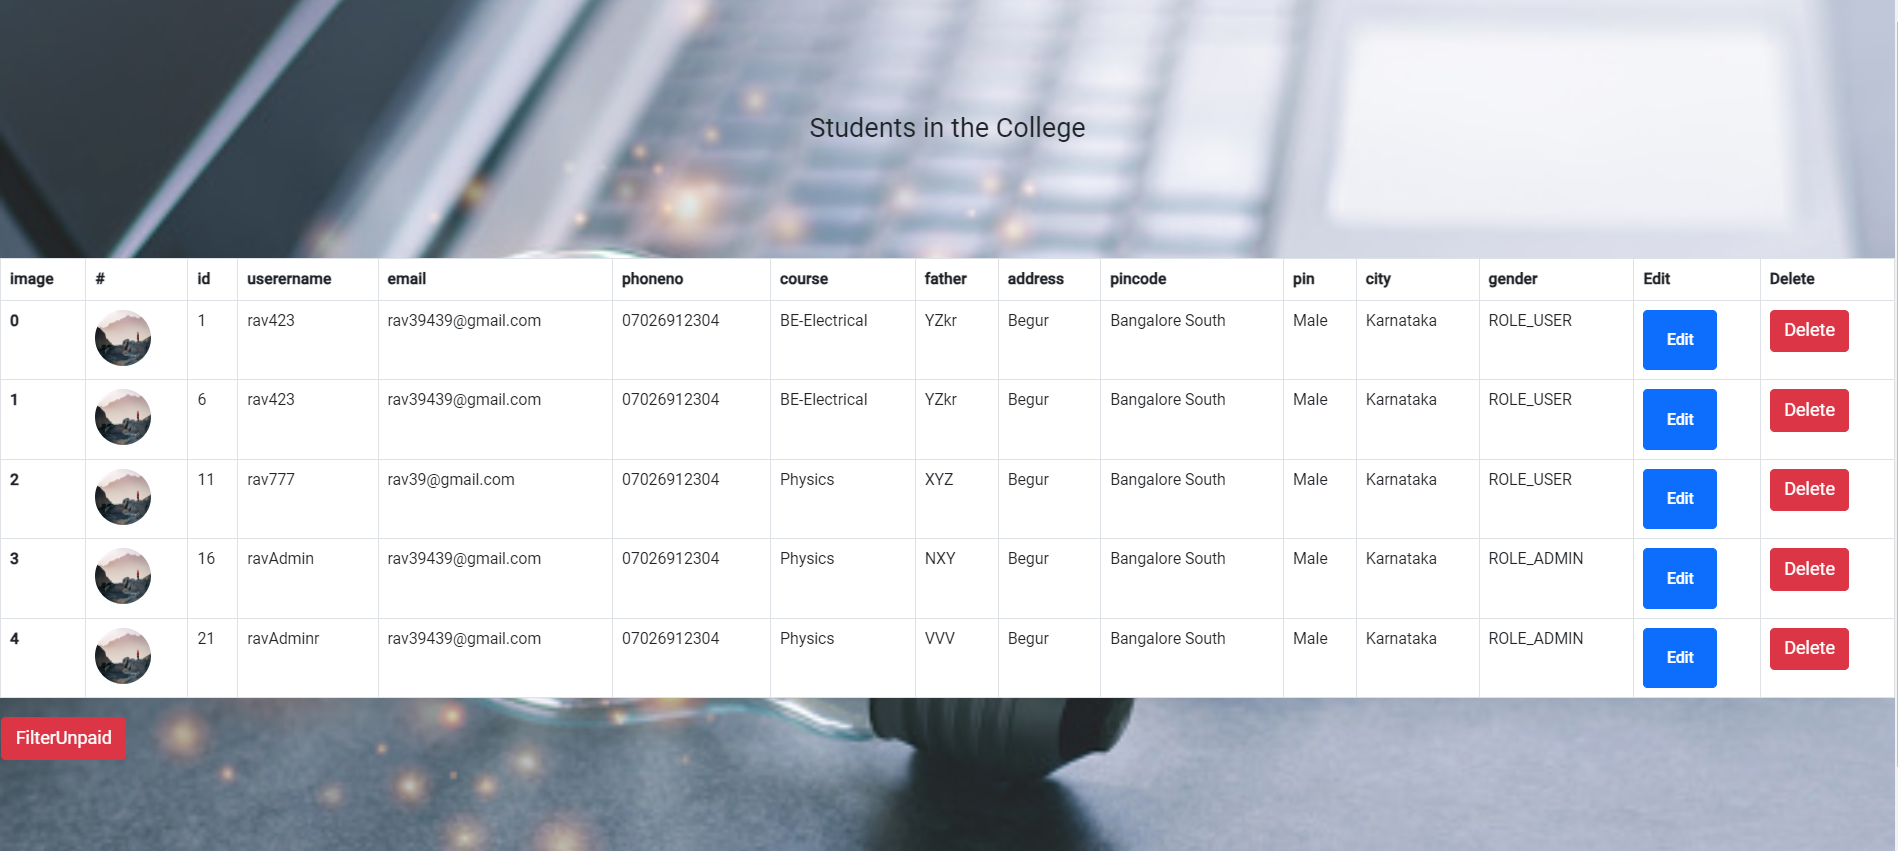 Students in the College
image # id userername email phoneno course father address pincode pin city gender Edit Delete
0 1 rav423 rav39439@gmail.com 07026912304 BE-Electrical YZkr Begur Bangalore South Male Karnataka ROLE_USER Edit Delete
1 6 rav423 rav39439@gmail.com 07026912304 BE-Electrical YZkr Begur Bangalore South Male Karnataka ROLE_USER Edit Delete
2 11 rav777 rav39@gmail.com 07026912304 Physics XYZ Begur Bangalore South Male Karnataka ROLE_USER Edit Delete
3 16 ravAdmin rav39439@gmail.com 07026912304 Physics NXY Begur Bangalore South Male Karnataka ROLE_ADMIN Edit Delete
4 21 ravAdminr rav39439@gmail.com 07026912304 Physics VVV Begur Bangalore South Male Karnataka ROLE_ADMIN Edit Delete
FilterUnpaid